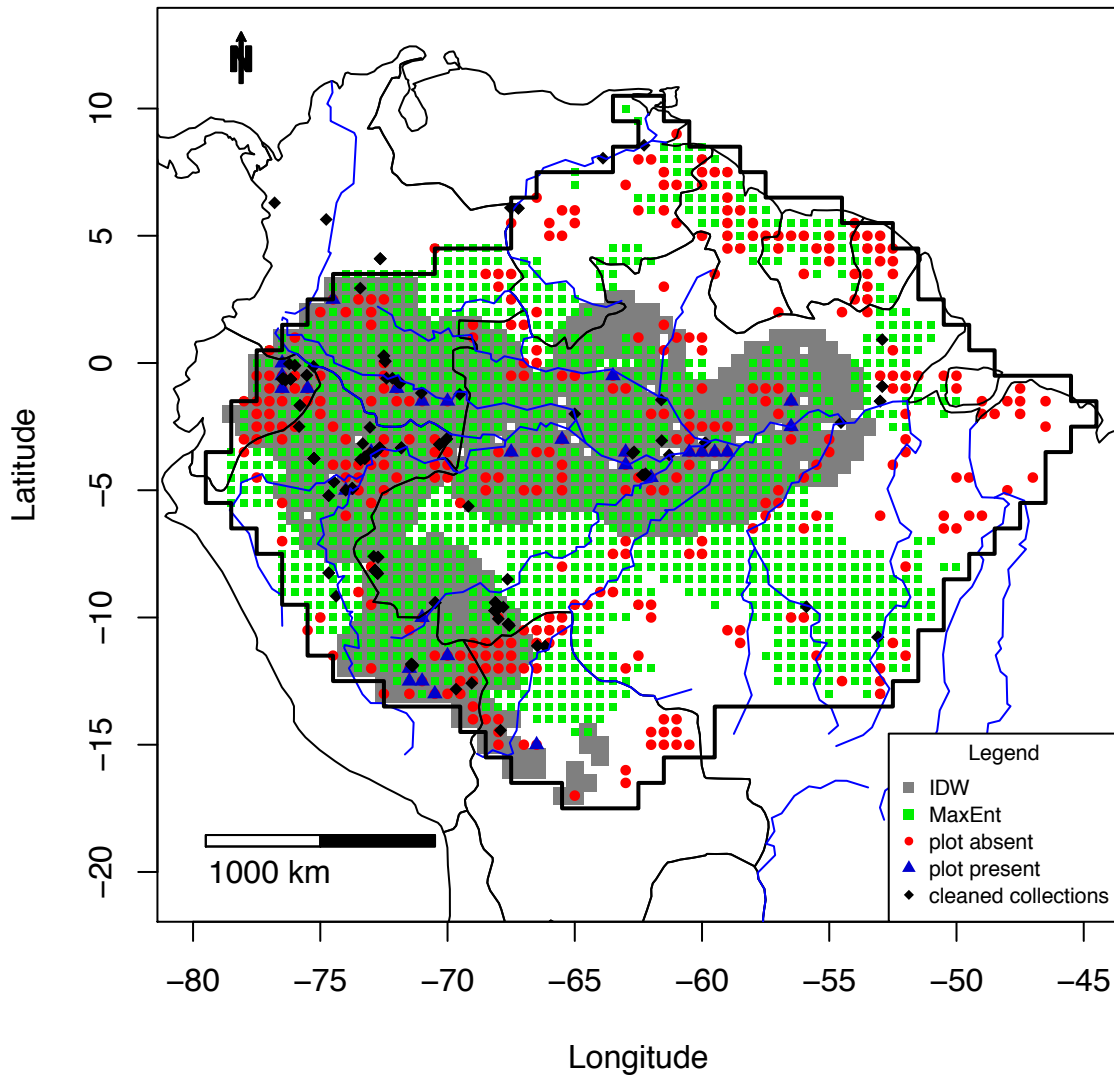 N
10
5
0
−5
−10
−15
−20
Latitude
1000 km
Legend
IDW
MaxEnt
plot absent
plot present
cleaned collections
−80 −75 −70 −65 −60 −55 −50 −45
Longitude